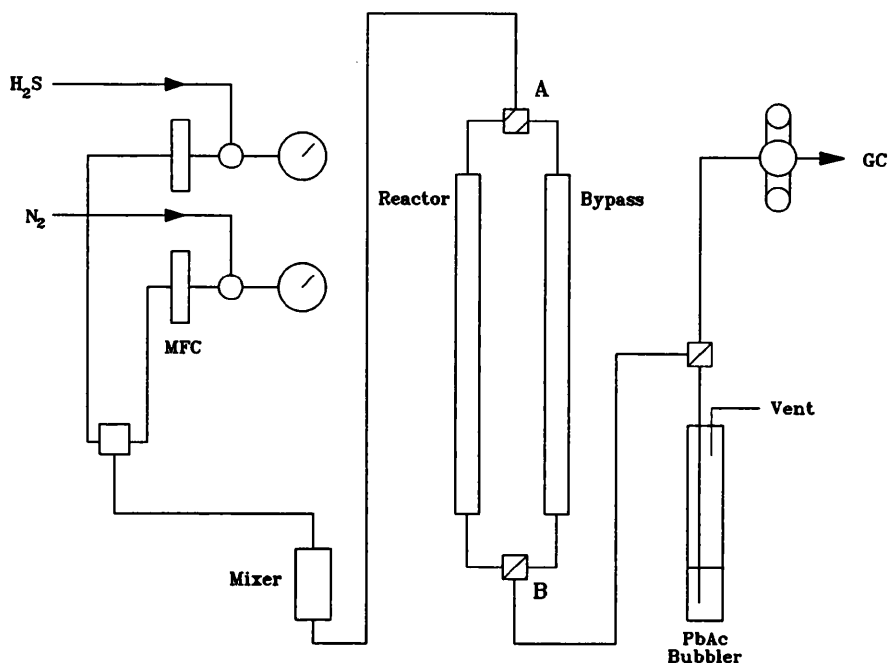 H₂S
A
GC
Reactor
Bypass
N₂
MFC
Vent
Mixer
B
PbAc
Bubbler